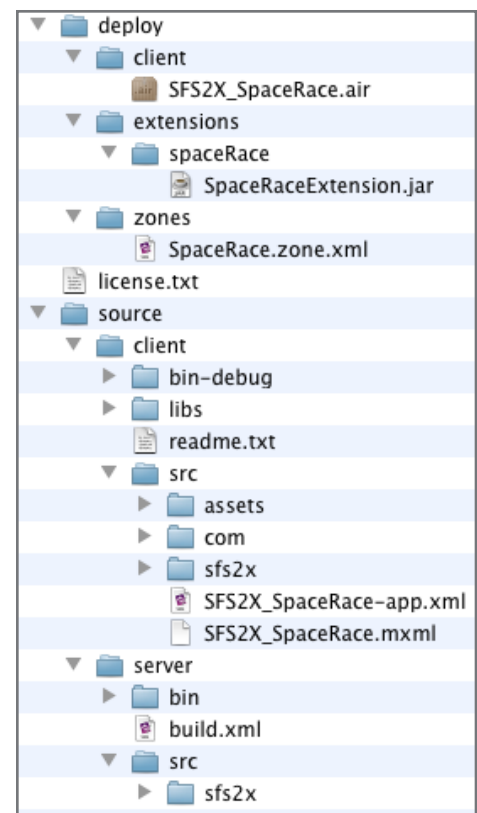 deploy
client
SFS2X_SpaceRace.air
extensions
spaceRace
SpaceRaceExtension.jar
zones
SpaceRace.zone.xml
license.txt
source
client
bin-debug
libs
readme.txt
src
assets
com
sfs2x
SFS2X_SpaceRace-app.xml
SFS2X_SpaceRace.mxml
server
bin
build.xml
src
sfs2x